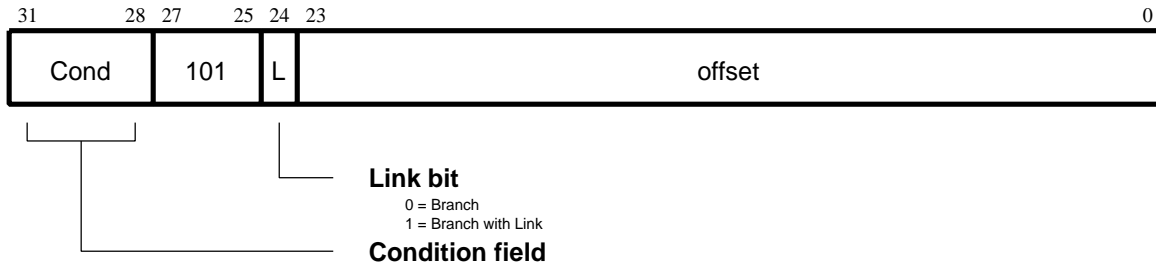 31 28 27 25 24 23 0
Cond 101 L offset
Link bit
0 = Branch
1 = Branch with Link
Condition field